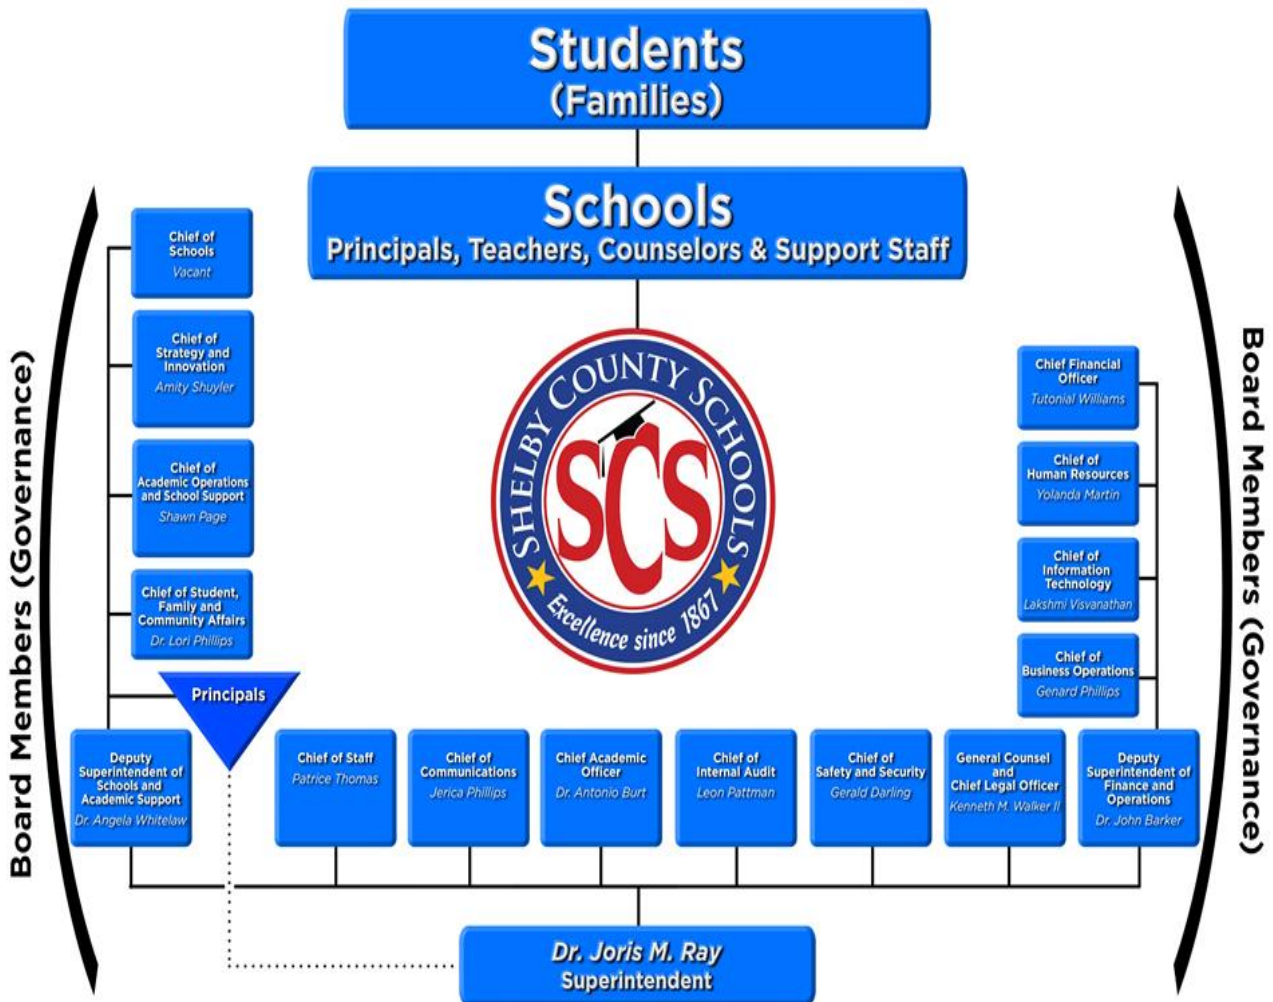 Students
(Families)
Schools
Principals, Teachers, Counselors & Support Staff
Board Members (Governance)
Chief of
Schools
Vacant
Chief of
Strategy and
Innovation
Amity Shuyler
Chief of
Academic Operations
and School Support
Shawn Page
Chief of Student,
Family and
Community Affairs
Dr. Lori Phillips
Principals
SHELBY COUNTY SCHOOLS
SCS
Excellence since 1867
Chief Financial
Officer
Tutonial Williams
Chief of
Human Resources
Yolanda Martin
Chief of
Information
Technology
Lakshmi Visvanathan
Chief of
Business Operations
Genard Phillips
Board Members (Governance)
Deputy
Superintendent of
Schools and
Academic Support
Dr. Angela Whitelaw
Chief of Staff
Patrice Thomas
Chief of
Communications
Jerica Phillips
Chief Academic
Officer
Dr. Antonio Burt
Chief of
Internal Audit
Leon Pattman
Chief of
Safety and Security
Gerald Darling
General Counsel
and
Chief Legal Officer
Kenneth M. Walker II
Deputy
Superintendent of
Finance and
Operations
Dr. John Barker
Dr. Joris M. Ray
Superintendent